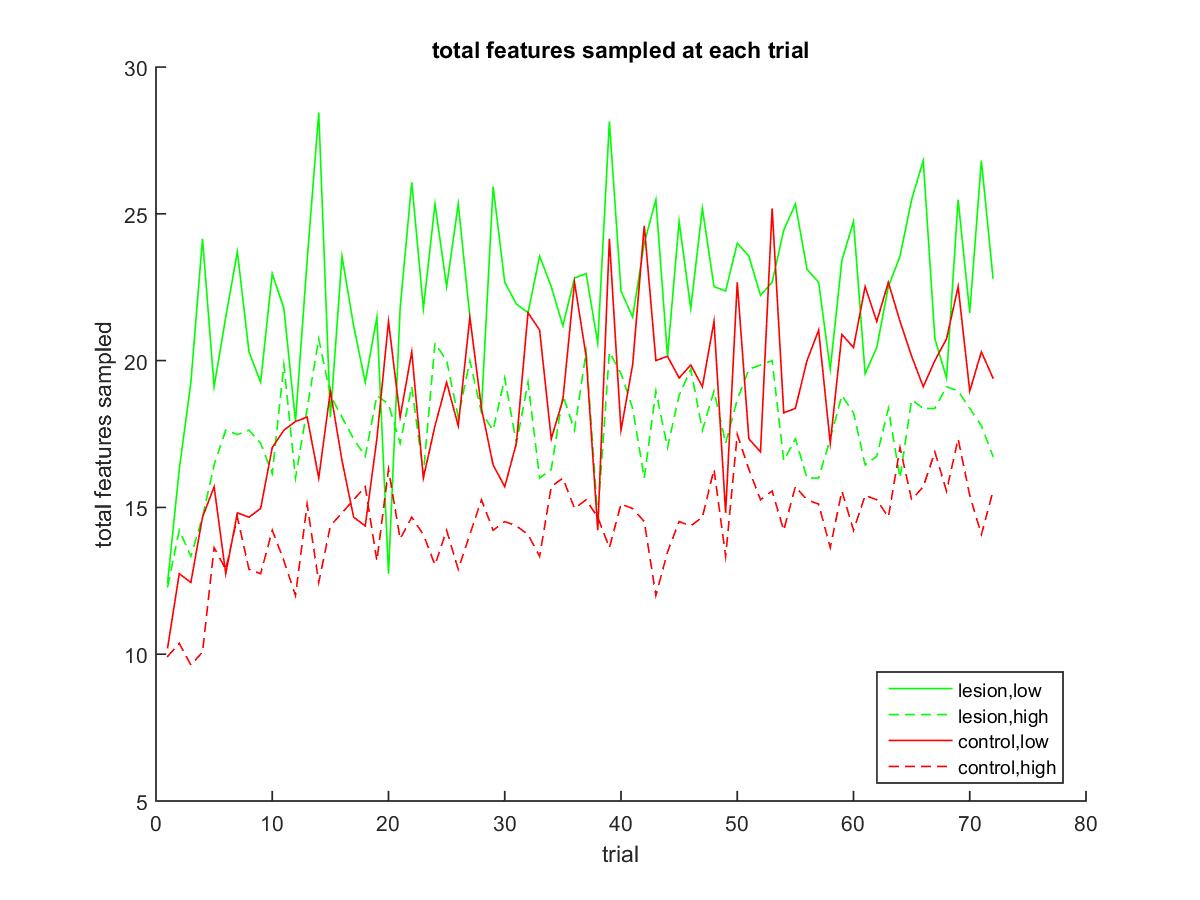 total features sampled at each trial
30
25
20
15
10
5
total features sampled
0 10 20 30 40 50 60 70 80
trial
lesion,low
lesion,high
control,low
control,high